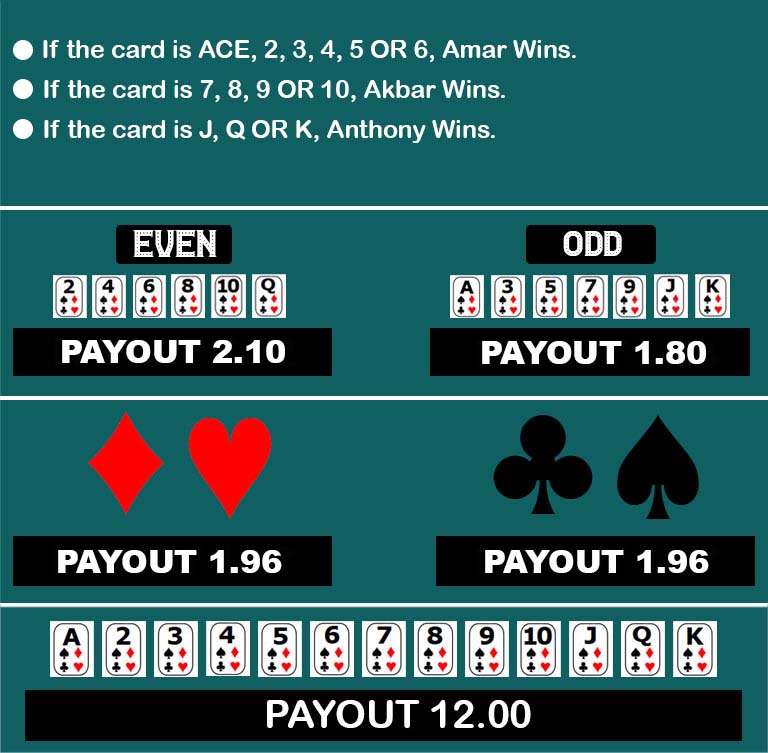 If the card is ACE, 2, 3, 4, 5 OR 6, Amar Wins.
If the card is 7, 8, 9 OR 10, Akbar Wins.
If the card is J, Q OR K, Anthony Wins.
EVEN ODD
2 4 6 8 10 Q A 3 5 7 9 J K
PAYOUT 2.10 PAYOUT 1.80
PAYOUT 1.96 PAYOUT 1.96
A 2 3 4 5 6 7 8 9 10 J Q K
PAYOUT 12.00